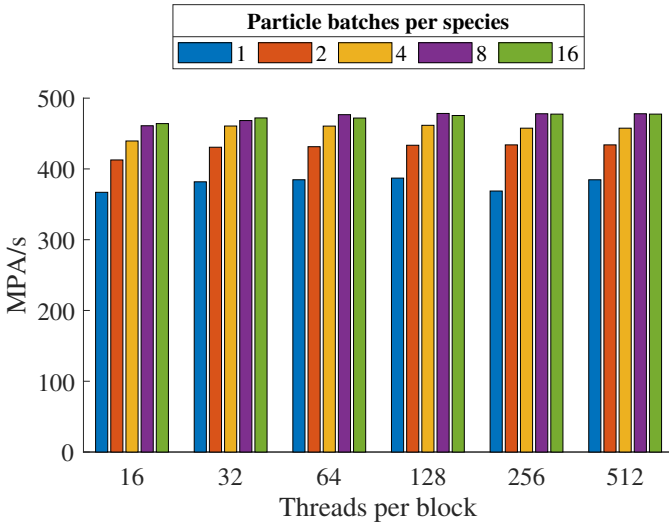 Particle batches per species
1 2 4 8 16
500
400
300
200
100
0
MPA/s
16 32 64 128 256 512
Threads per block